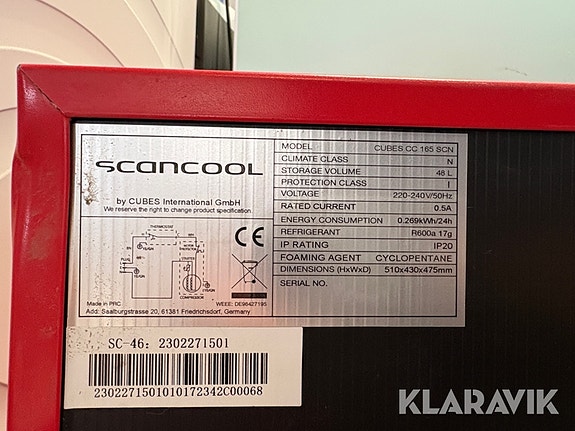 scancool
by CUBES International GmbH
We reserve the right to change product specification
CE
Made in PRC
WEEE: DE98427195
Add: Saalburgstrasse 20, 61381 Friedrichsdorf, Germany
MODEL CUBES CC 165 SCN
CLIMATE CLASS N
STORAGE VOLUME 48 L
PROTECTION CLASS I
VOLTAGE 220-240V/50Hz
RATED CURRENT 0.5A
ENERGY CONSUMPTION 0.269kWh/24h
REFRIGERANT R600a 17g
IP RATING IP20
FOAMING AGENT CYCLOPENTANE
DIMENSIONS (HxWxD) 510x430x475mm
SERIAL NO.
SC-46: 2302271501
2302271501010172342C00068
KLARAVIK